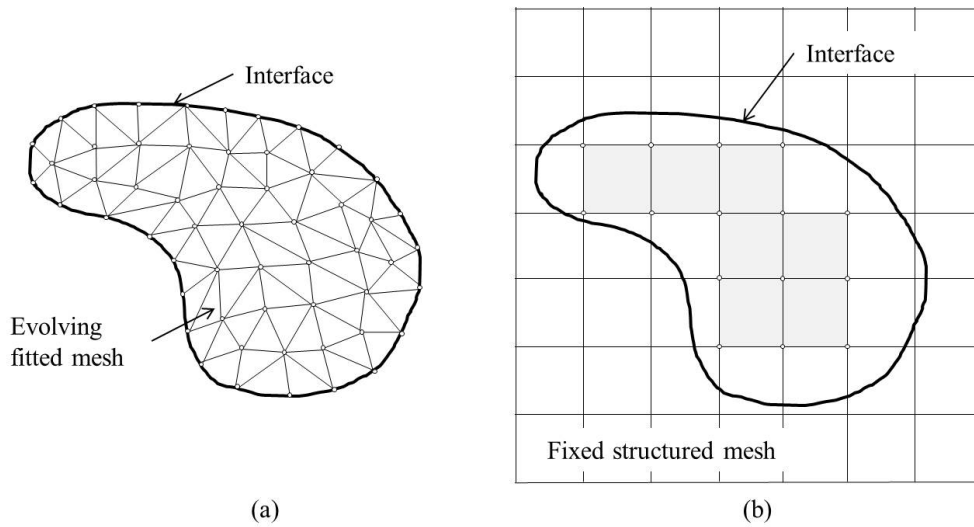 Interface
Evolving
fitted mesh
(a)
Interface
Fixed structured mesh
(b)